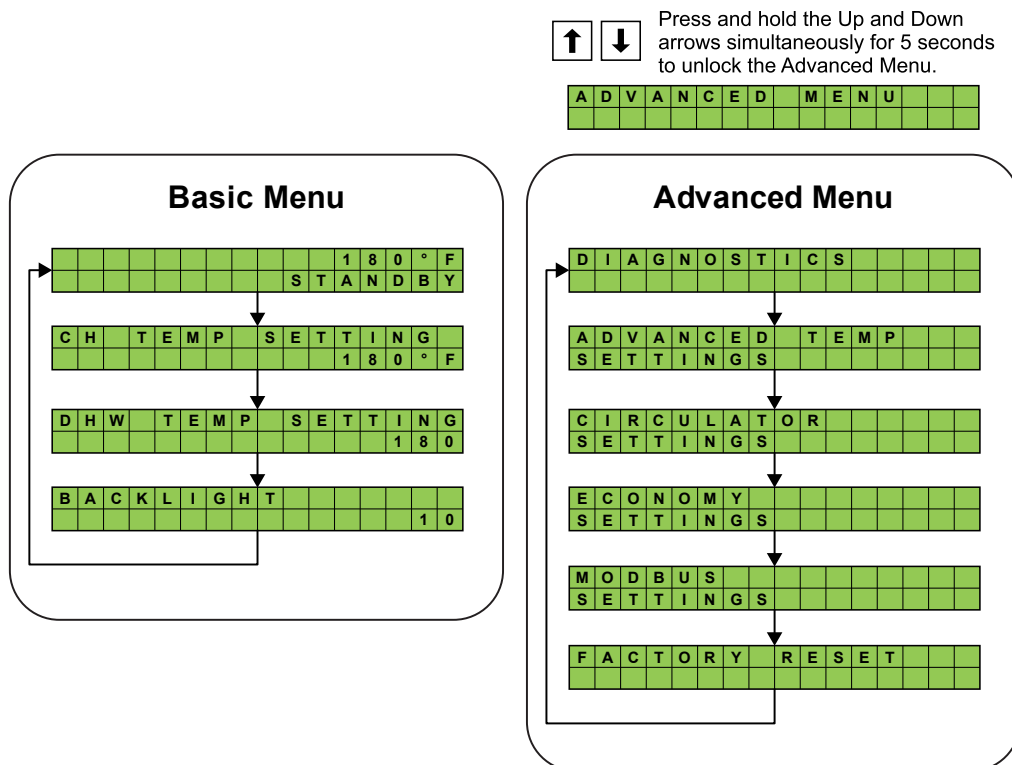 Press and hold the Up and Down
arrows simultaneously for 5 seconds
to unlock the Advanced Menu.
ADVANCED MENU
Basic Menu
180°F
STANDBY
CH TEMP SETTING
180°F
DHW TEMP SETTING
180
BACKLIGHT
10
Advanced Menu
DIAGNOSTICS
ADVANCED TEMP
SETTINGS
CIRCULATOR
SETTINGS
ECONOMY
SETTINGS
MODBUS
SETTINGS
FACTORY RESET